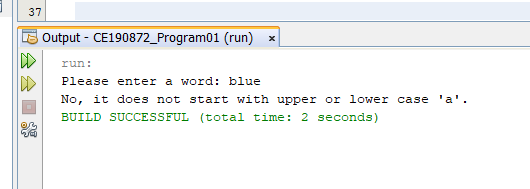 37
Output - CE190872_Program01 (run) ×
run:
Please enter a word: blue
No, it does not start with upper or lower case 'a'.
BUILD SUCCESSFUL (total time: 2 seconds)